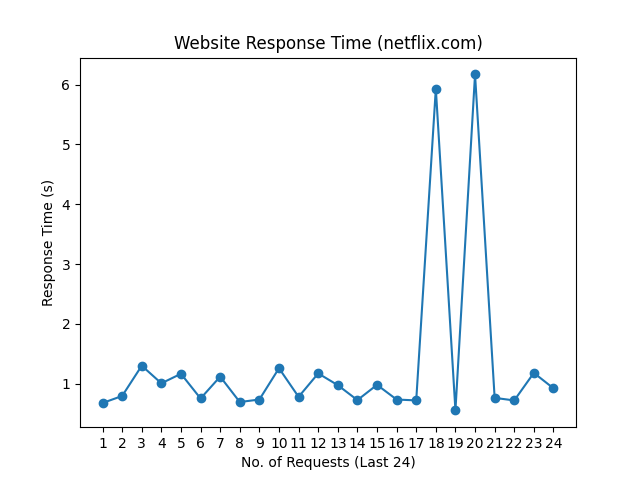 Website Response Time (netflix.com)
Response Time (s)
6
5
4
3
2
1
1 2 3 4 5 6 7 8 9 10 11 12 13 14 15 16 17 18 19 20 21 22 23 24
No. of Requests (Last 24)